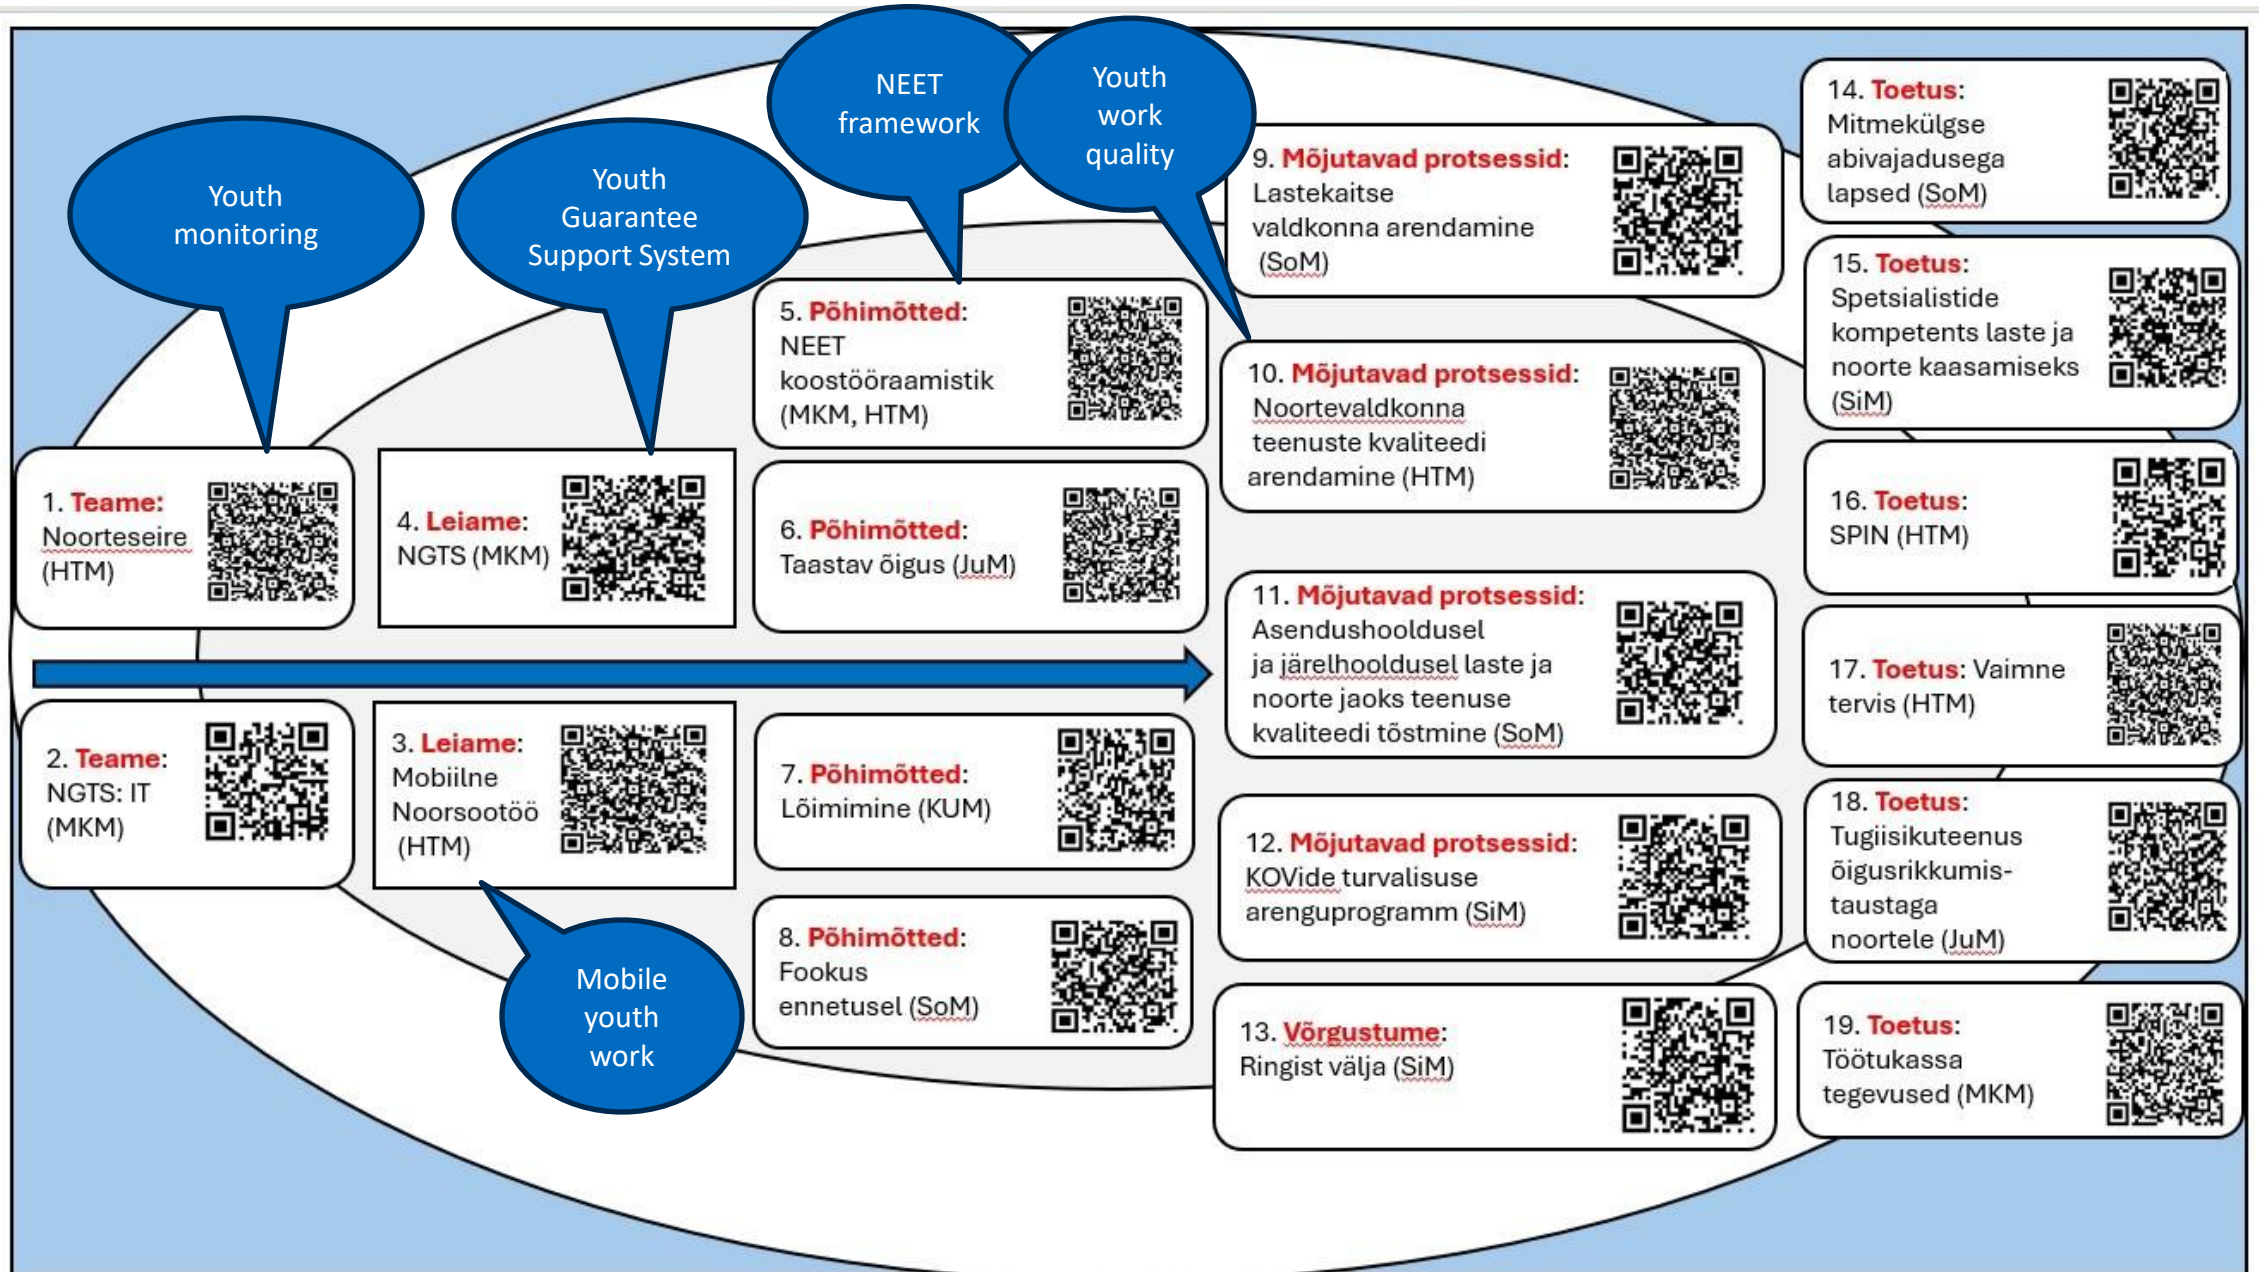 Youth
monitoring
Youth
Guarantee
Support System
NEET
framework
Youth
work
quality
1. Teame:
Noorteseire
(HTM)
2. Teame:
NGTS: IT
(MKM)
4. Leiame:
NGTS (MKM)
3. Leiame:
Mobiilne
Noorsootöö
(HTM)
Mobile
youth
work
5. Põhimõtted:
NEET
koostööraamistik
(MKM, HTM)
6. Põhimõtted:
Taastav õigus (JuM)
7. Põhimõtted:
Lõimimine (KUM)
8. Põhimõtted:
Fookus
ennetusel (SoM)
9. Mõjutavad protsessid:
Lastekaitse
valdkonna arendamine
(SoM)
10. Mõjutavad protsessid:
Noortevaldkonna
teenuste kvaliteedi
arendamine (HTM)
11. Mõjutavad protsessid:
Asendushooldusel
ja järelhooldusel laste ja
noorte jaoks teenuse
kvaliteedi tõstmine (SoM)
12. Mõjutavad protsessid:
KOVide turvalisuse
arenguprogramm (SiM)
13. Võrgustume:
Ringist välja (SiM)
14. Toetus:
Mitmekülgse
abivajadusega
lapsed (SoM)
15. Toetus:
Spetsialistide
kompetents laste ja
noorte kaasamiseks
(SiM)
16. Toetus:
SPIN (HTM)
17. Toetus: Vaimne
tervis (HTM)
18. Toetus:
Tugiisikuteenus
õigusrikkumis-
taustaga
noortele (JuM)
19. Toetus:
Töötukassa
tegevused (MKM)